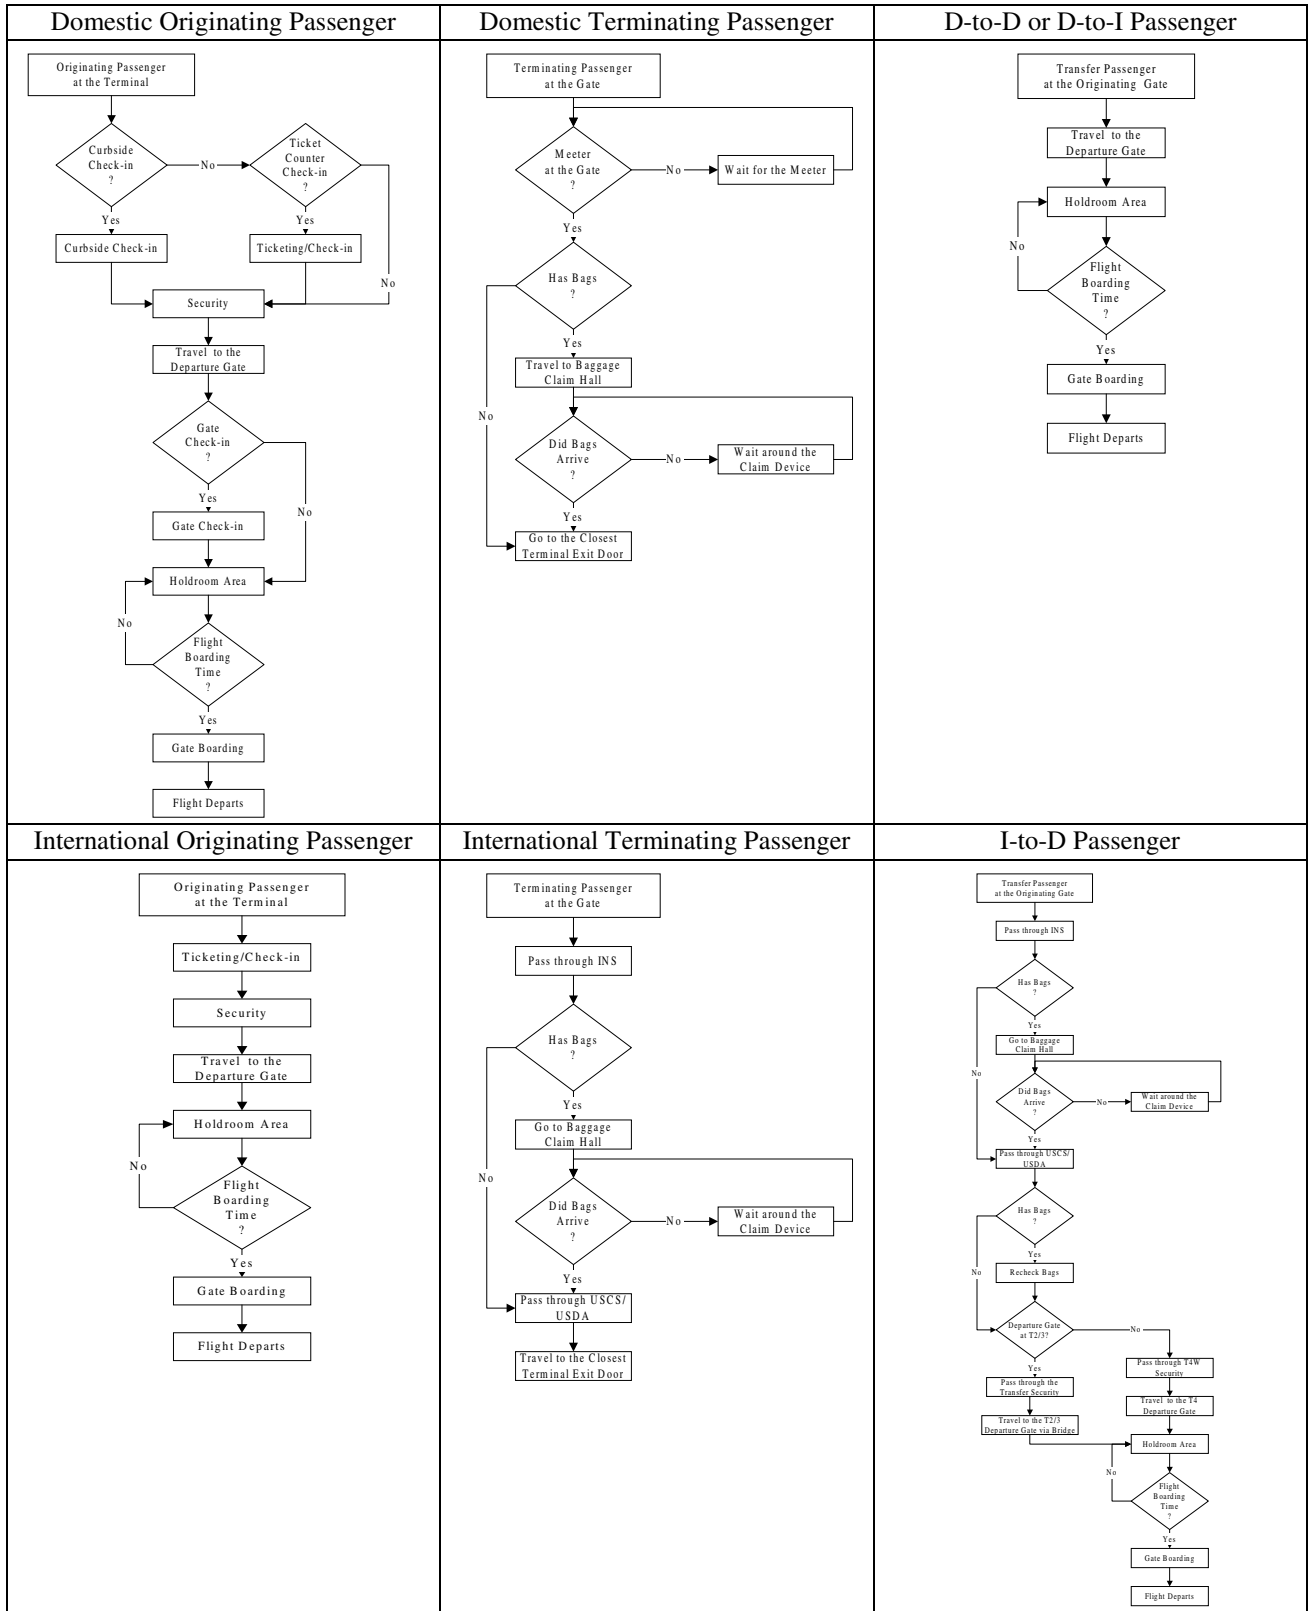 Domestic Originating Passenger
Originating Passenger
at the Terminal
Curbside
Check-in
?
No
Ticket
Counter
Check-in
?
Yes
Yes
Curbside Check-in
Ticketing/Check-in
No
Security
Travel to the
Departure Gate
Gate
Check-in
?
Yes
No
Gate Check-in
Holdroom Area
No
Flight
Boarding
Time
?
Yes
Gate Boarding
Flight Departs
Domestic Terminating Passenger
Terminating Passenger
at the Gate
Meeter
at the Gate
?
No
Wait for the Meeter
Yes
Has Bags
?
Yes
Travel to Baggage
Claim Hall
No
Did Bags
Arrive
?
No
Wait around the
Claim Device
Yes
Go to the Closest
Terminal Exit Door
D-to-D or D-to-I Passenger
Transfer Passenger
at the Originating Gate
Travel to the
Departure Gate
Holdroom Area
No
Flight
Boarding
Time
?
Yes
Gate Boarding
Flight Departs
International Originating Passenger
Originating Passenger
at the Terminal
Ticketing/Check-in
Security
Travel to the
Departure Gate
Holdroom Area
No
Flight
Boarding
Time
?
Yes
Gate Boarding
Flight Departs
International Terminating Passenger
Terminating Passenger
at the Gate
Pass through INS
Has Bags
?
Yes
Go to Baggage
Claim Hall
No
Did Bags
Arrive
?
No
Wait around the
Claim Device
Yes
Pass through USCS/
USDA
Travel to the Closest
Terminal Exit Door
I-to-D Passenger
Transfer Passenger
at the Originating Gate
Pass through INS
Has Bags
?
Yes
Go to Baggage
Claim Hall
No
Did Bags
Arrive
?
No
Wait around the
Claim Device
Yes
Pass through USCS/
USDA
Has Bags
?
Yes
No
Recheck Bags
Departure Gate
at T2/3?
No
Yes
Pass through T4W
Security
Pass through the
Transfer Security
Travel to the T4
Departure Gate
Travel to the T2/3
Departure Gate via Bridge
Holdroom Area
No
Flight
Boarding
Time
?
Yes
Gate Boarding
Flight Departs